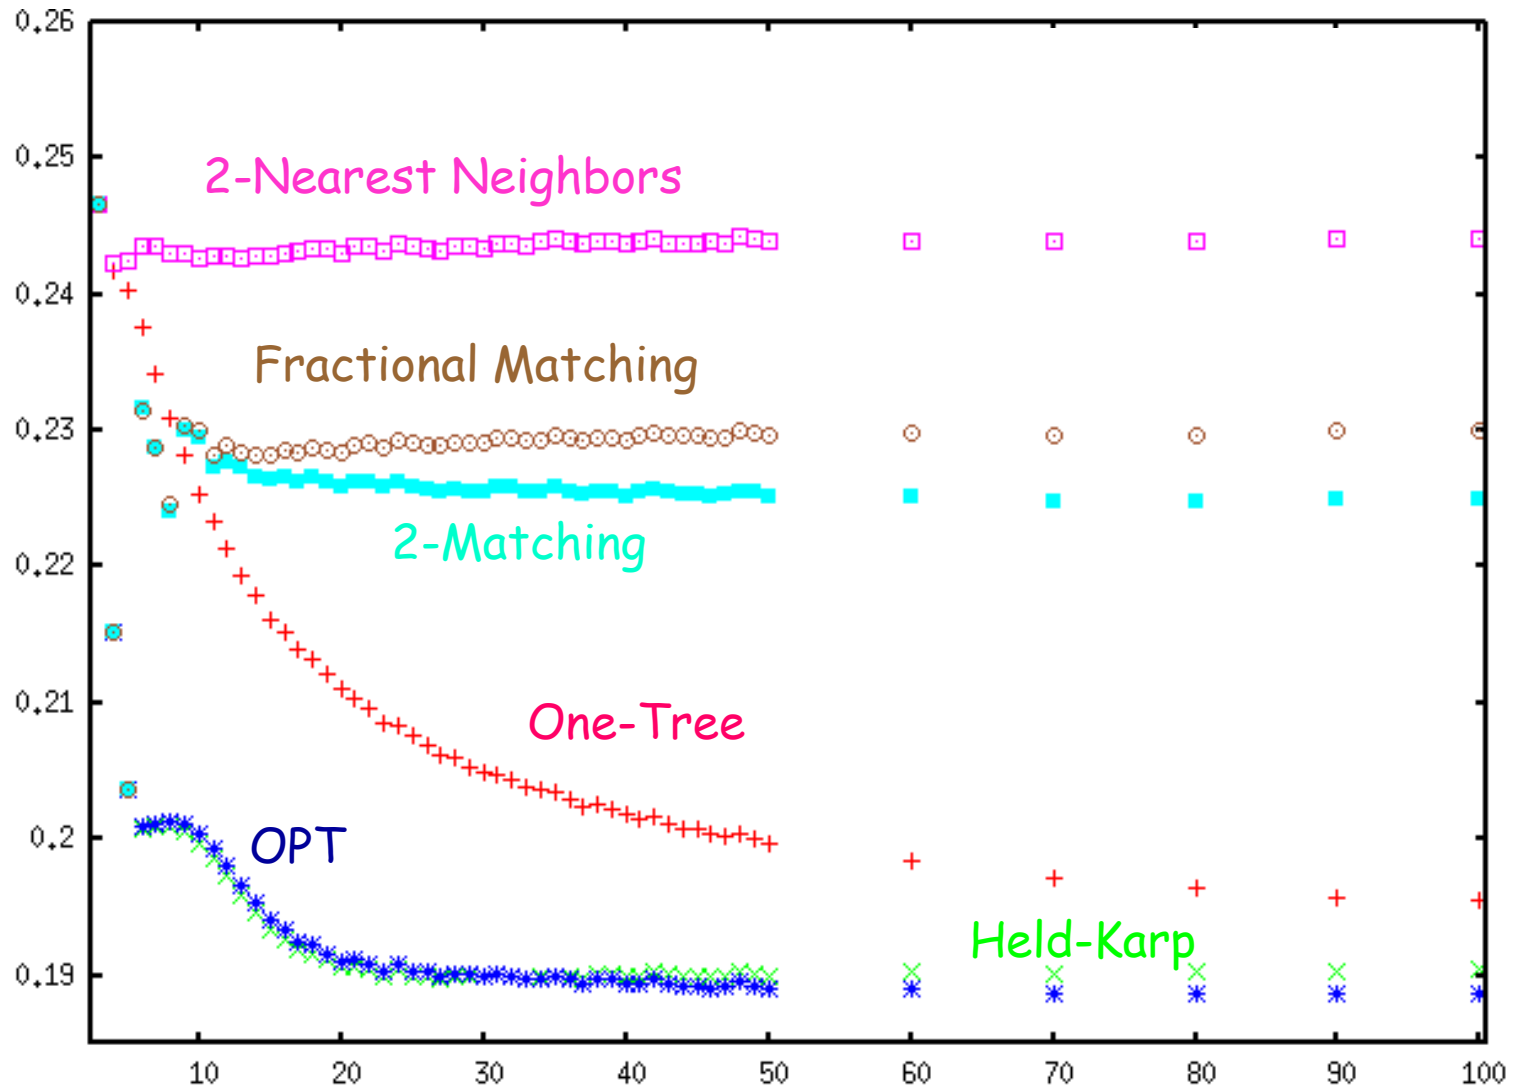 0.26
0.25
2-Nearest Neighbors
0.24
Fractional Matching
0.23
2-Matching
0.22
0.21
One-Tree
0.2
OPT
Held-Karp
0.19
10 20 30 40 50 60 70 80 90 100